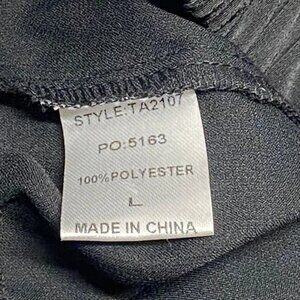 STYLE:TA2107
PO:5163
100%POLYESTER
L
MADE IN CHINA